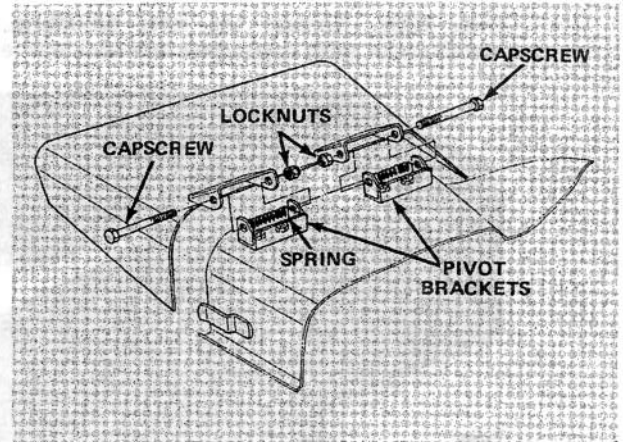 CAPSCREW
LOCKNUTS
CAPSCREW
SPRING
PIVOT
BRACKETS